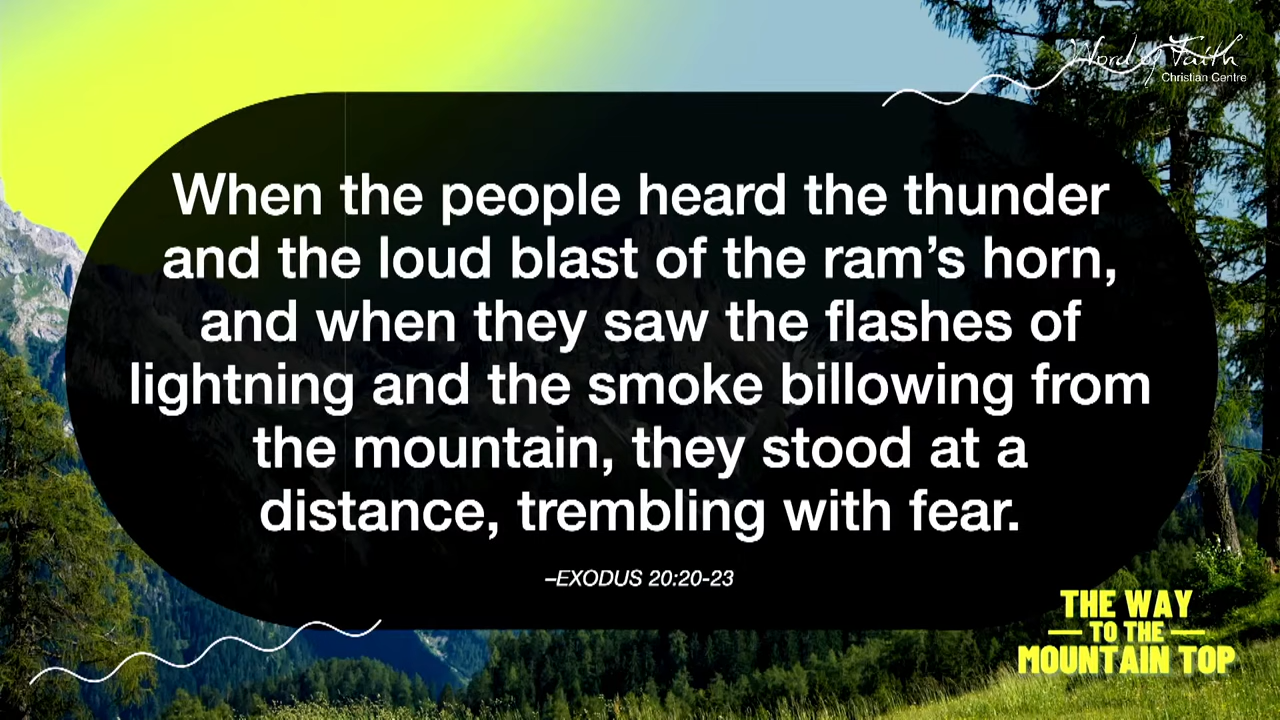 Word of Faith
Christian Centre
When the people heard the thunder
and the loud blast of the ram’s horn,
and when they saw the flashes of
lightning and the smoke billowing from
the mountain, they stood at a
distance, trembling with fear.
–EXODUS 20:20-23
THE WAY
TO THE
MOUNTAIN TOP